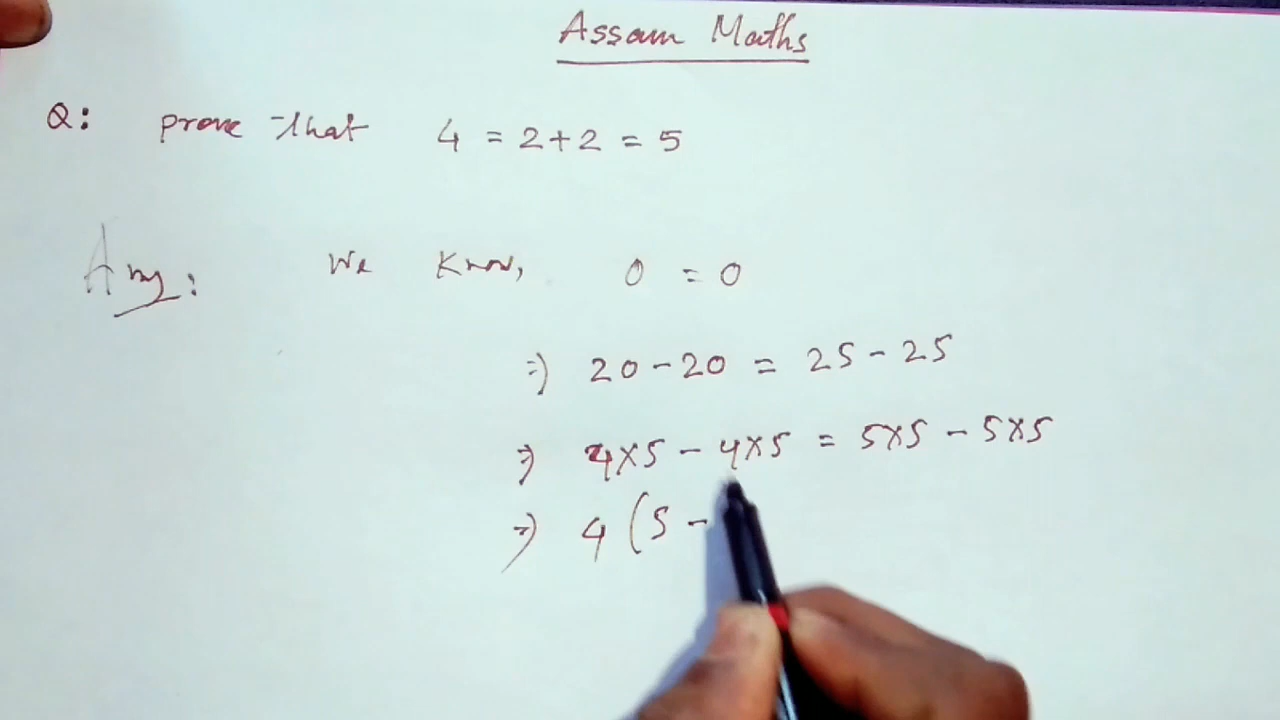 Assam Maths
Q: prove that 4 = 2+2 = 5
Ans: We know, 0 = 0
⇒ 20 - 20 = 25 - 25
⇒ 4×5 - 4×5 = 5×5 - 5×5
⇒ 4 (5 -